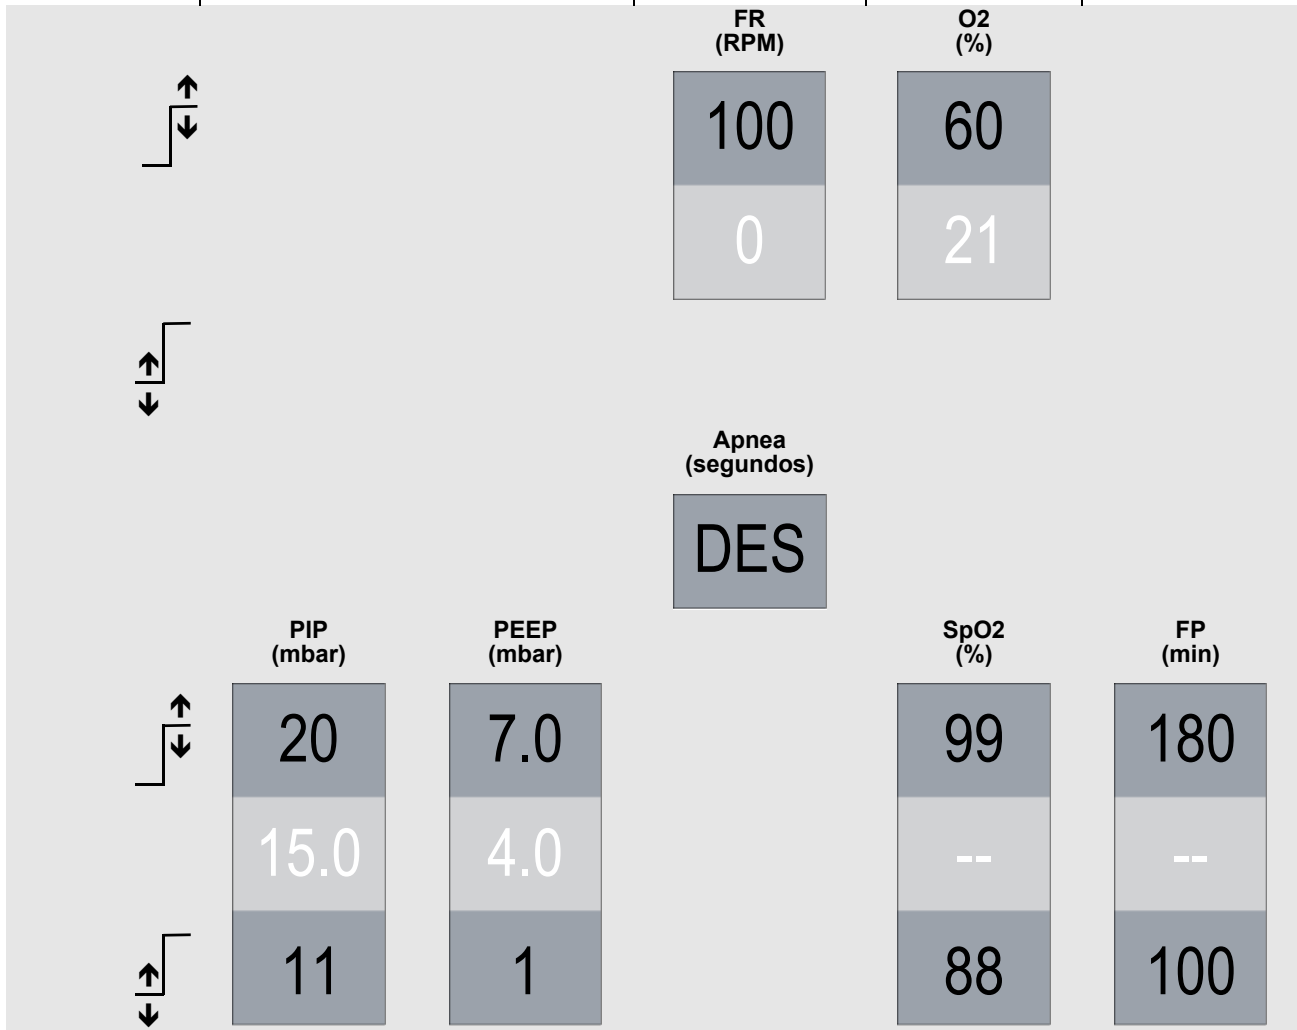 FR
(RPM)
O2
(%)
100
60
0
21
Apnea
(segundos)
DES
PIP
(mbar)
PEEP
(mbar)
SpO2
(%)
FP
(min)
20
7.0
99
180
15.0
4.0
--
--
11
1
88
100